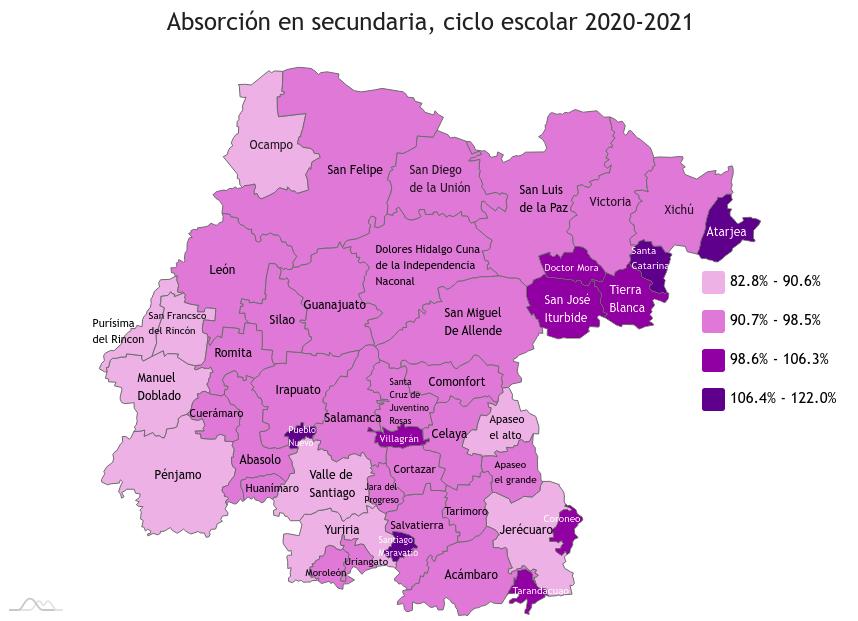 Absorción en secundaria, ciclo escolar 2020-2021
Ocampo
San Felipe
San Diego
de la Unión
San Luis
de la Paz
Victoria
Xichú
Atarjea
Santa
Catarina
Doctor Mora
Tierra
Blanca
San José
Iturbide
León
Dolores Hidalgo Cuna
de la Independencia
Naconal
Guanajuato
Silao
San Miguel
De Allende
Purísima
del Rincon
San Francsco
del Rincón
Romita
Manuel
Doblado
Irapuato
Santa
Cruz de
Juventino
Rosas
Comonfort
Cuerámaro
Salamanca
Pueblo
Nuevo
Villagrán
Celaya
Apaseo
el alto
Pénjamo
Abasolo
Huanímaro
Valle de
Santiago
Cortazar
Apaseo
el grande
Jara del
Progreso
Tarimoro
Jerécuaro
Coroneo
Yuriria
Salvatierra
Santiago
Maravatío
Moroleón
Uriangato
Acámbaro
Tarandacuao
82.8% - 90.6%
90.7% - 98.5%
98.6% - 106.3%
106.4% - 122.0%